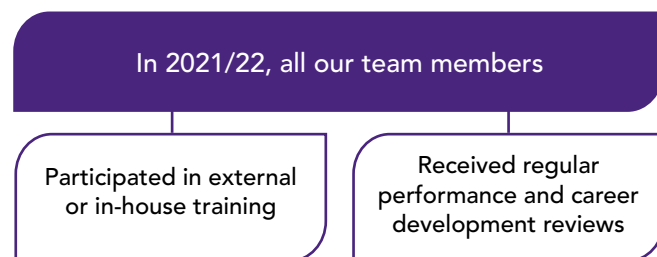 In 2021/22, all our team members
Participated in external
or in-house training
Received regular
performance and career
development reviews